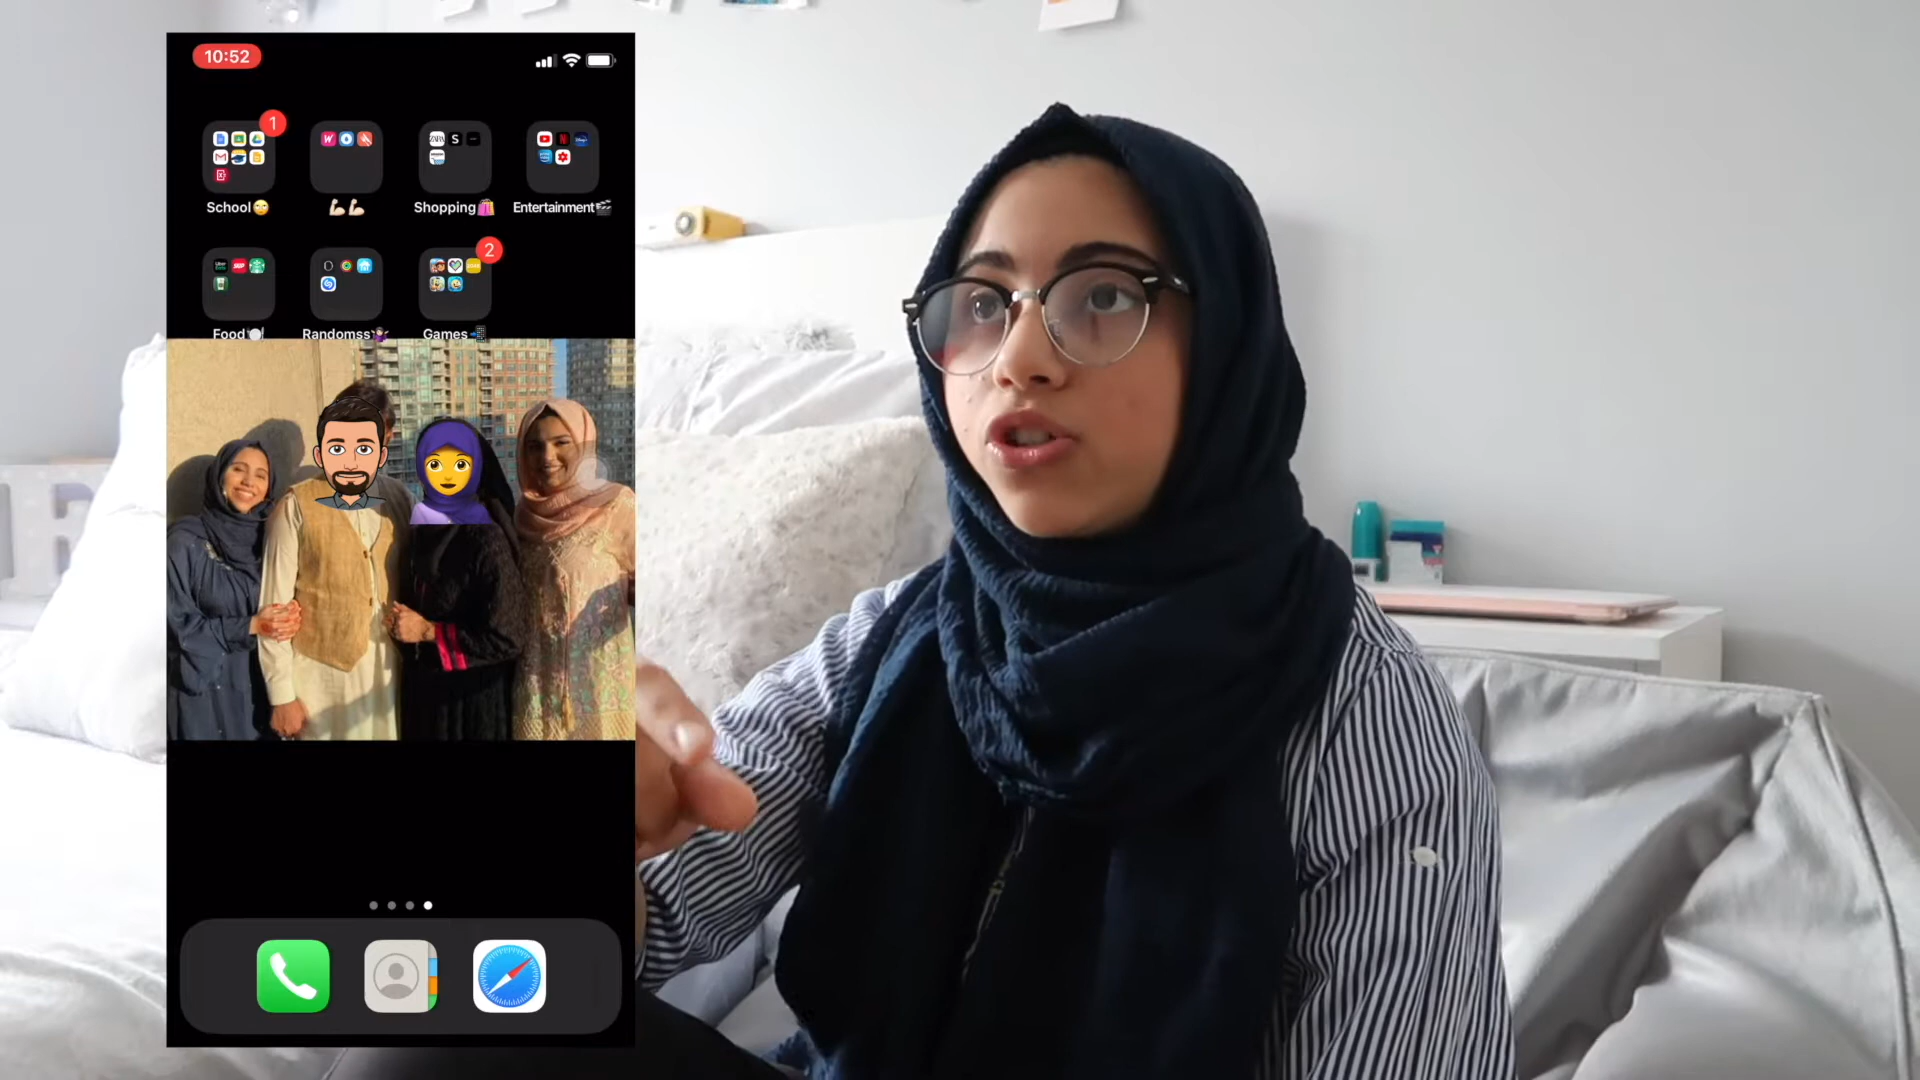 10:52
1
School🙄
💪🏻💪🏻
Shopping🛍️
Entertainment🎬
2
Food🍽️
Randomss🤷🏻‍♀️
Games📲